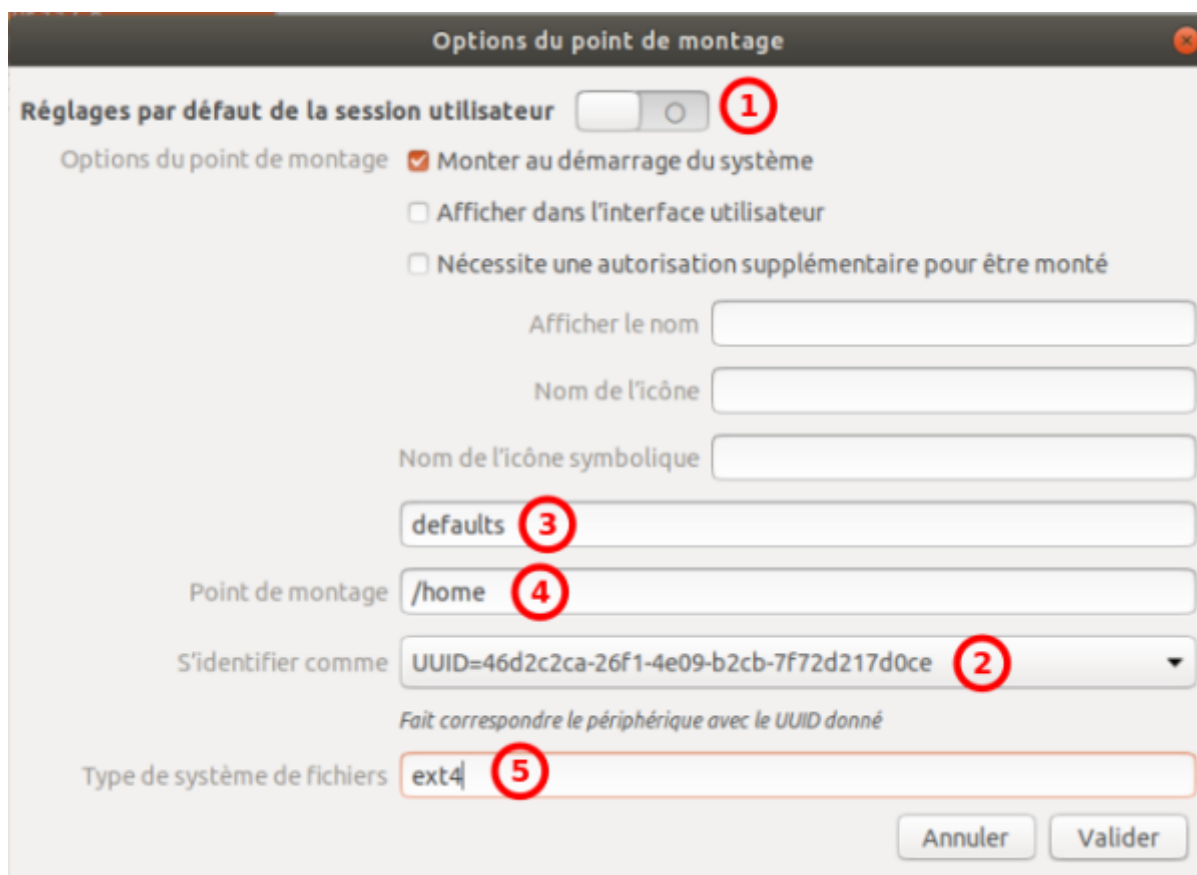 Options du point de montage
Réglages par défaut de la session utilisateur 1
Options du point de montage Monter au démarrage du système
Afficher dans l'interface utilisateur
Nécessite une autorisation supplémentaire pour être monté
Afficher le nom
Nom de l'icône
Nom de l'icône symbolique
defaults 3
Point de montage /home 4
S'identifier comme UUID=46d2c2ca-26f1-4e09-b2cb-7f72d217d0ce 2
Fait correspondre le périphérique avec le UUID donné
Type de système de fichiers ext4 5
Annuler Valider